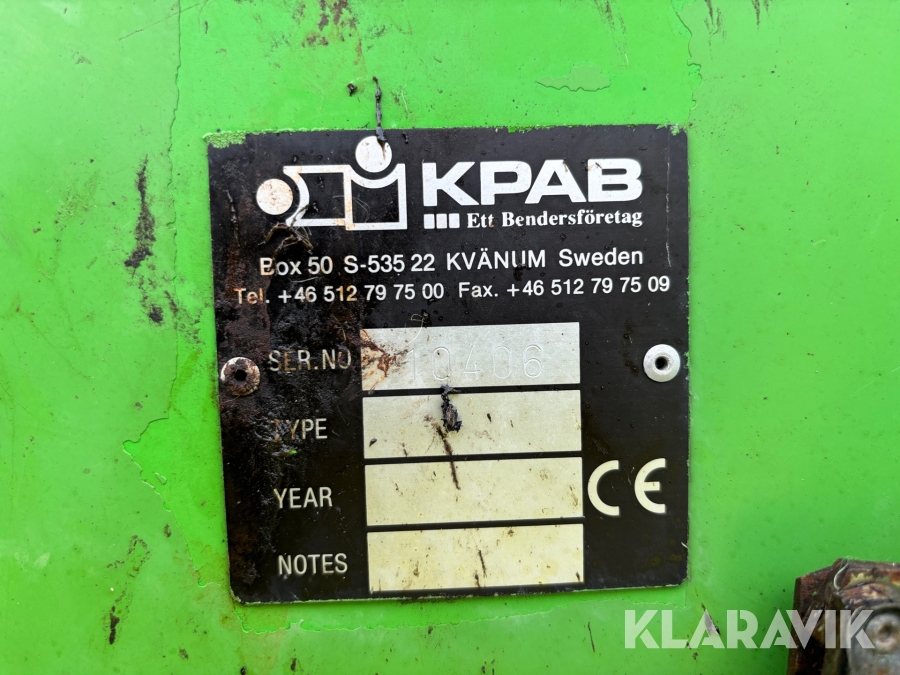 KPAB
Ett Bendersföretag
Box 50 S-535 22 KVÄNUM Sweden
Tel. +46 512 79 75 00 Fax. +46 512 79 75 09
SER.NO 10406
TYPE
YEAR
CE
NOTES
KLARAVIK